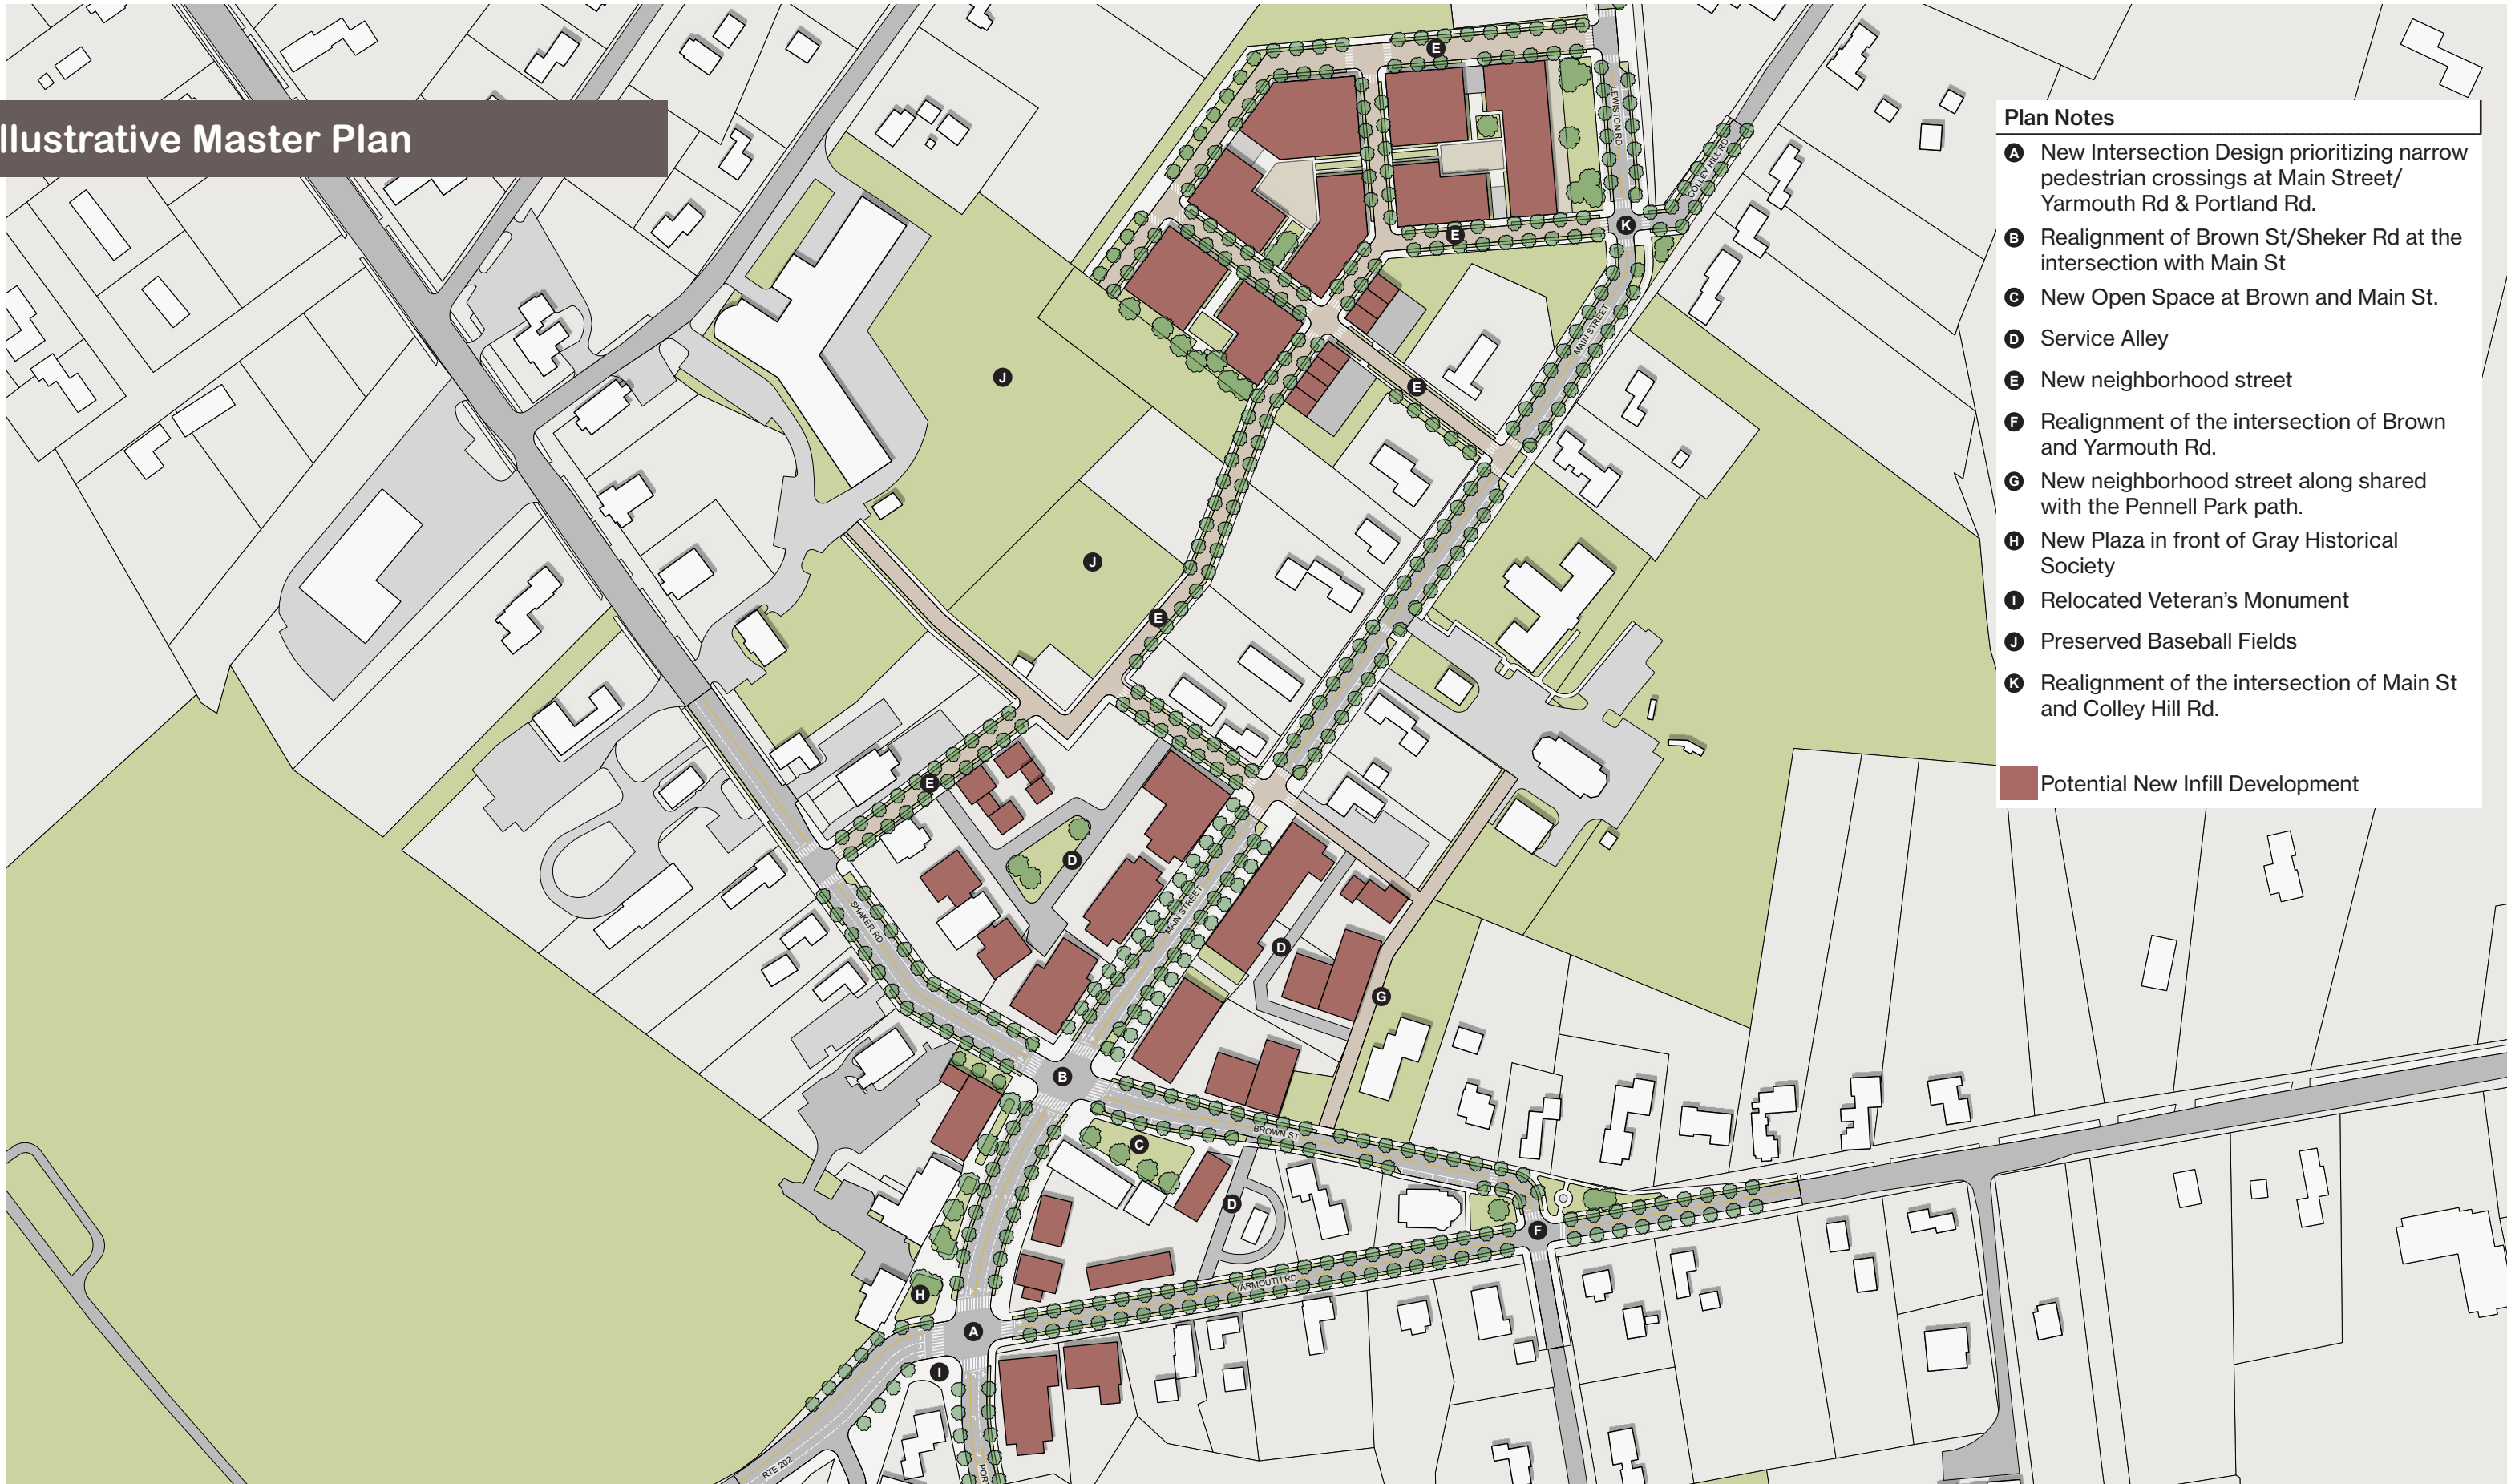 llustrative Master Plan
Plan Notes
A New Intersection Design prioritizing narrow
pedestrian crossings at Main Street/
Yarmouth Rd & Portland Rd.
B Realignment of Brown St/Sheker Rd at the
intersection with Main St
C New Open Space at Brown and Main St.
D Service Alley
E New neighborhood street
F Realignment of the intersection of Brown
and Yarmouth Rd.
G New neighborhood street along shared
with the Pennell Park path.
H New Plaza in front of Gray Historical
Society
I Relocated Veteran's Monument
J Preserved Baseball Fields
K Realignment of the intersection of Main St
and Colley Hill Rd.
Potential New Infill Development
E
LEWISTON RD
COLLEY HILL RD
K
E
MAIN STREET
J
E
J
E
E
D
MAIN STREET
SHAKER RD
D
G
B
BROWN ST
C
D
F
YARMOUTH RD
H
A
I
RTE 202
PORT